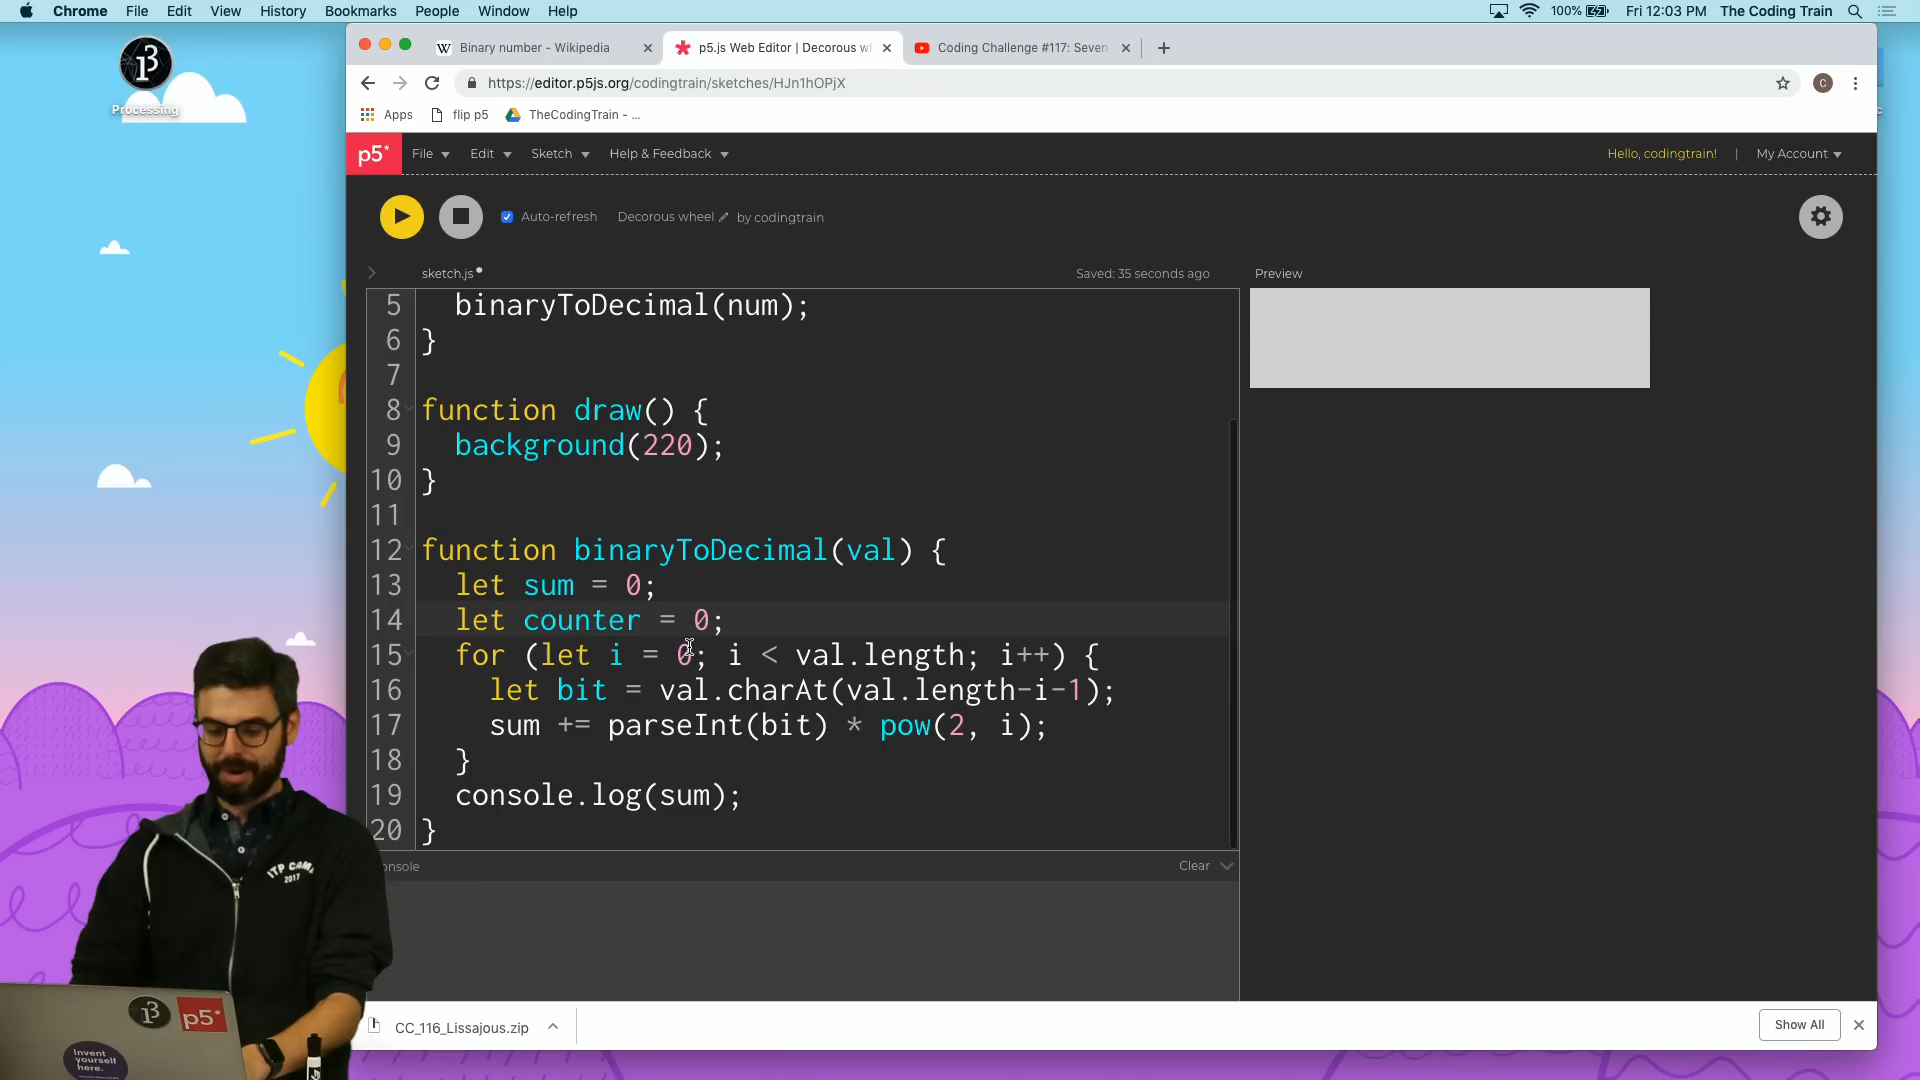 Chrome File Edit View History Bookmarks People Window Help 100% Fri 12:03 PM The Coding Train
Processing
Binary number - Wikipedia
p5.js Web Editor | Decorous wh
Coding Challenge #117: Seven-
https://editor.p5js.org/codingtrain/sketches/HJn1hOPjX
C
Apps flip p5 TheCodingTrain - ...
p5* File Edit Sketch Help & Feedback Hello, codingtrain! | My Account
Auto-refresh Decorous wheel by codingtrain
sketch.js Saved: 35 seconds ago Preview
5 binaryToDecimal(num);
6 }
7
8 function draw() {
9 background(220);
10 }
11
12 function binaryToDecimal(val) {
13 let sum = 0;
14 let counter = 0;
15 for (let i = 0; i < val.length; i++) {
16 let bit = val.charAt(val.length-i-1);
17 sum += parseInt(bit) * pow(2, i);
18 }
19 console.log(sum);
20 }
onsole Clear
CC_116_Lissajous.zip Show All
ITP CAMP
2017
p5*
Invent
yourself
here.